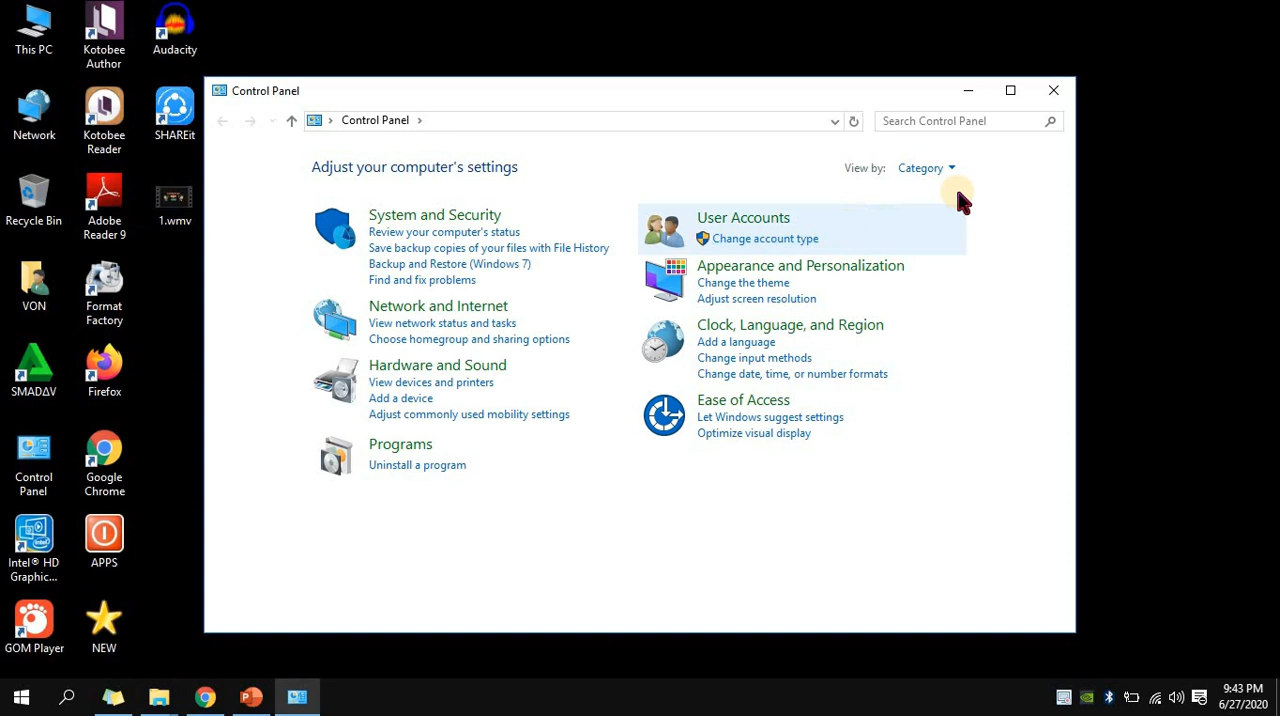 This PC
Kotobee
Author
Audacity
Network
Kotobee
Reader
SHAREit
Recycle Bin
Adobe
Reader 9
1.wmv
VON
Format
Factory
SMADΔV
Firefox
Control
Panel
Google
Chrome
Intel® HD
Graphic...
APPS
GOM Player
NEW
Control Panel
Control Panel
Search Control Panel
Adjust your computer's settings
View by: Category
System and Security
Review your computer's status
Save backup copies of your files with File History
Backup and Restore (Windows 7)
Find and fix problems
Network and Internet
View network status and tasks
Choose homegroup and sharing options
Hardware and Sound
View devices and printers
Add a device
Adjust commonly used mobility settings
Programs
Uninstall a program
User Accounts
Change account type
Appearance and Personalization
Change the theme
Adjust screen resolution
Clock, Language, and Region
Add a language
Change input methods
Change date, time, or number formats
Ease of Access
Let Windows suggest settings
Optimize visual display
9:43 PM
6/27/2020